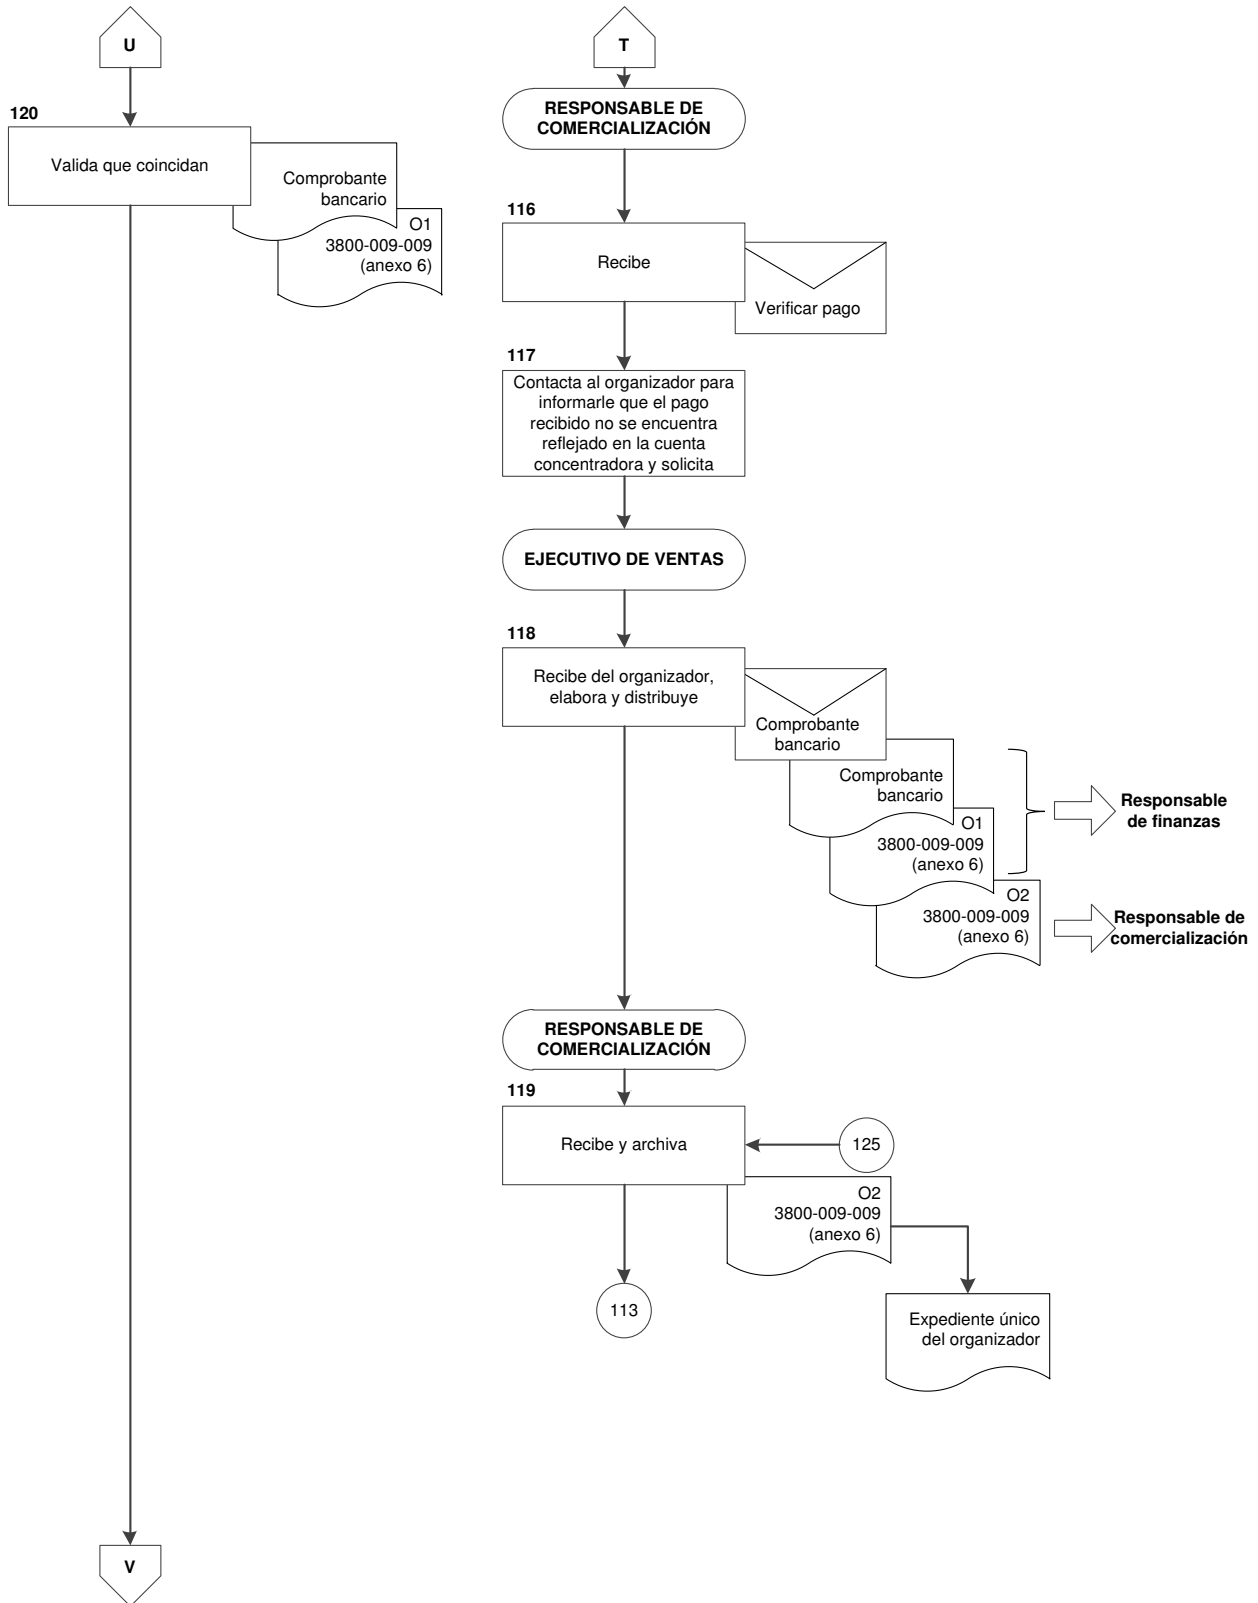 U
120
Valida que coincidan
Comprobante
bancario
O1
3800-009-009
(anexo 6)
V
T
RESPONSABLE DE
COMERCIALIZACIÓN
116
Recibe
Verificar pago
117
Contacta al organizador para
informarle que el pago
recibido no se encuentra
reflejado en la cuenta
concentradora y solicita
EJECUTIVO DE VENTAS
118
Recibe del organizador,
elabora y distribuye
Comprobante
bancario
Comprobante
bancario
O1
3800-009-009
(anexo 6)
Responsable
de finanzas
O2
3800-009-009
(anexo 6)
Responsable de
comercialización
RESPONSABLE DE
COMERCIALIZACIÓN
119
Recibe y archiva
125
O2
3800-009-009
(anexo 6)
113
Expediente único
del organizador